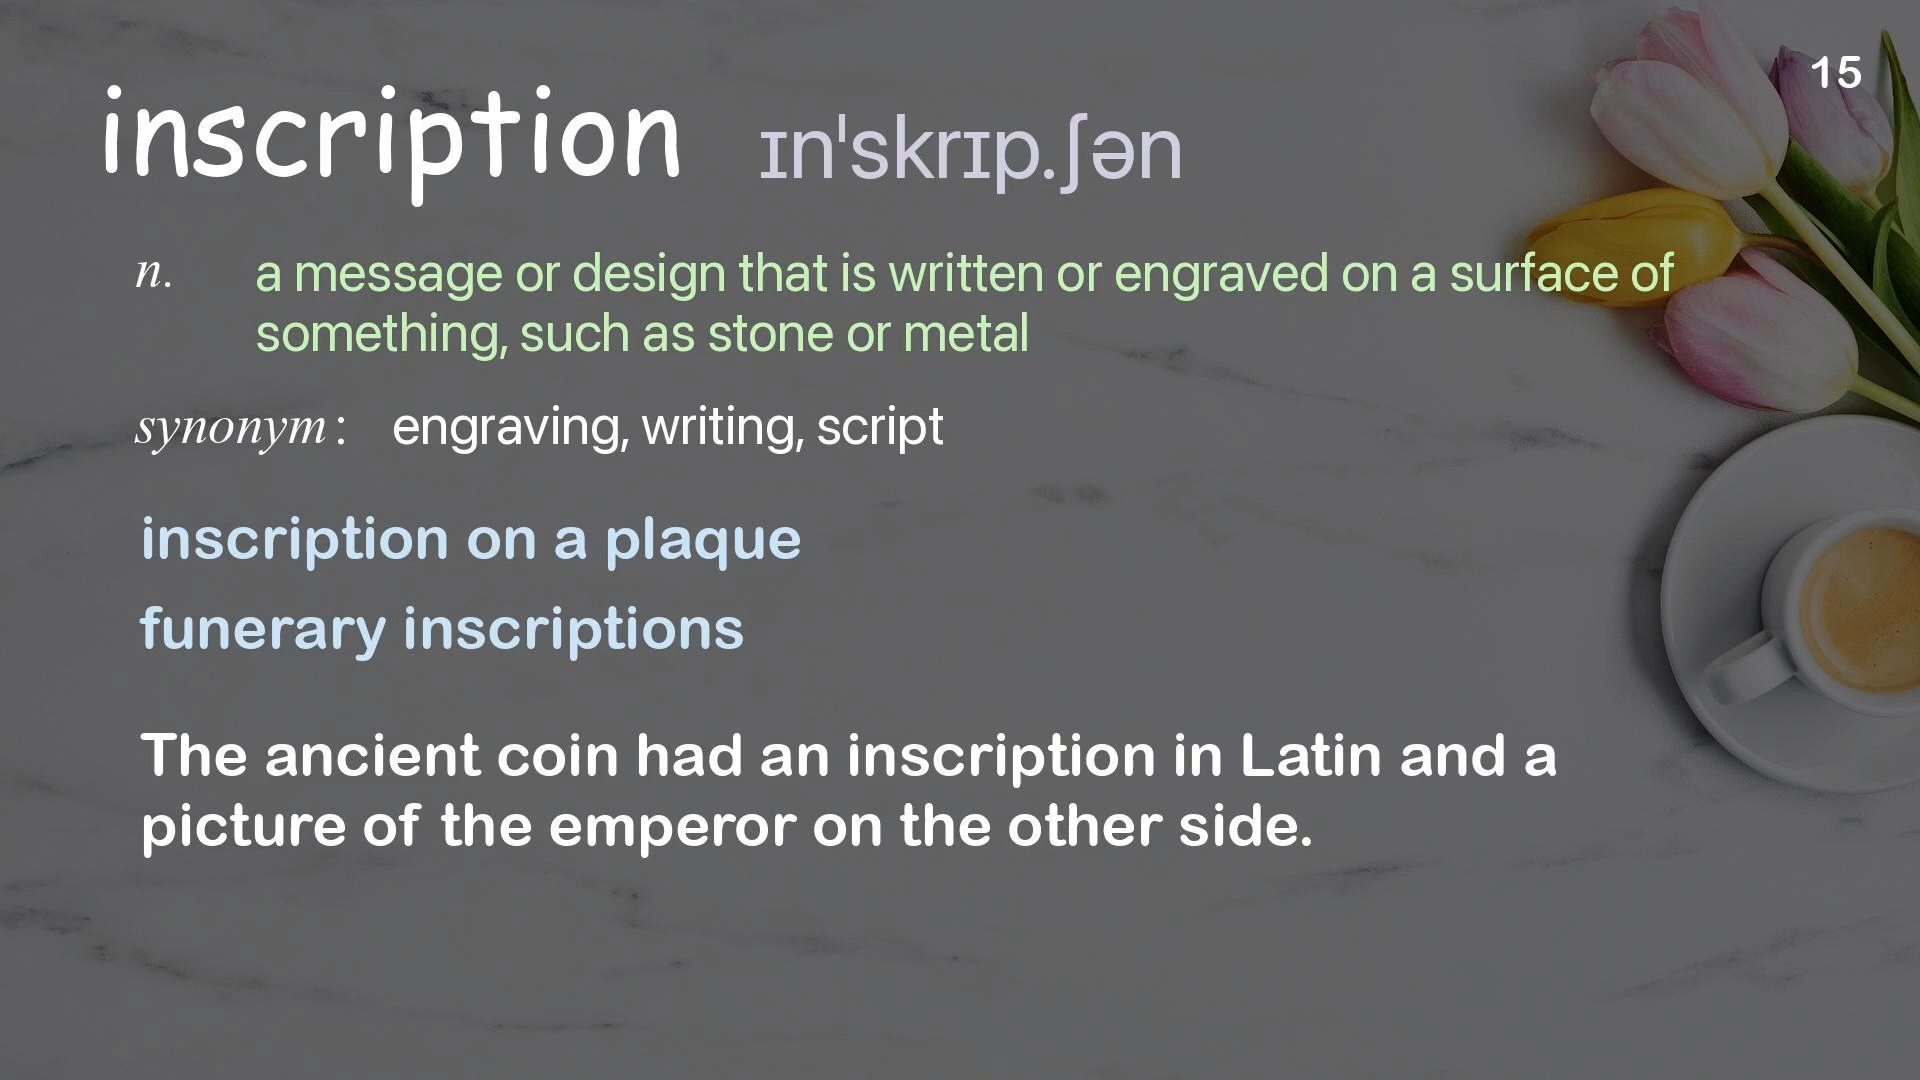 15
inscription ɪn'skrɪp.ʃən
n. a message or design that is written or engraved on a surface of
something, such as stone or metal
synonym: engraving, writing, script
inscription on a plaque
funerary inscriptions
The ancient coin had an inscription in Latin and a
picture of the emperor on the other side.